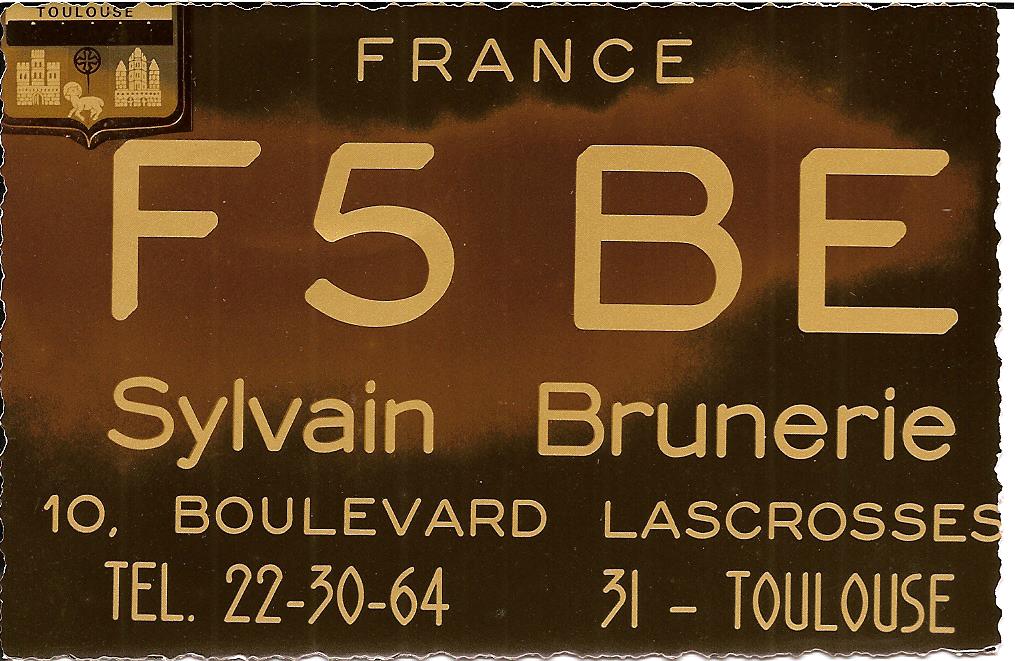 TOULOUSE
FRANCE
F5BE
Sylvain Brunerie
10, BOULEVARD LASCROSSES
TEL. 22-30-64 31 - TOULOUSE